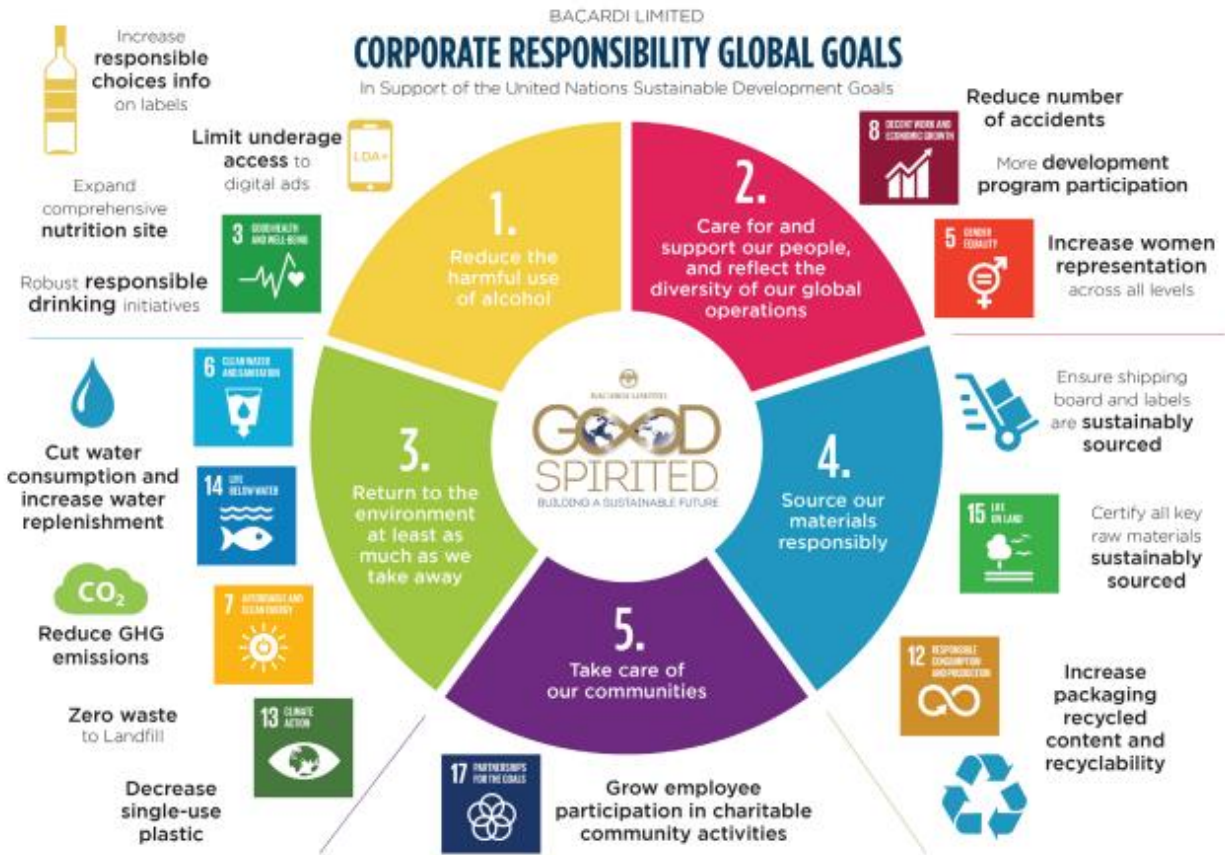 BACARDI LIMITED
CORPORATE RESPONSIBILITY GLOBAL GOALS
In Support of the United Nations Sustainable Development Goals
Increase
responsible
choices info
on labels
Limit underage
access to
digital ads
LDA+
Expand
comprehensive
nutrition site
3 GOOD HEALTH
AND WELL-BEING
Robust responsible
drinking initiatives
1.
Reduce the
harmful use
of alcohol
2.
Care for and
support our people,
and reflect the
diversity of our global
operations
8 DECENT WORK AND
ECONOMIC GROWTH
Reduce number
of accidents
More development
program participation
5 GENDER
EQUALITY
Increase women
representation
across all levels
6 CLEAN WATER
AND SANITATION
Cut water
consumption and
increase water
replenishment
14 LIFE
BELOW WATER
CO2
Reduce GHG
emissions
7 AFFORDABLE AND
CLEAN ENERGY
Zero waste
to Landfill
13 CLIMATE
ACTION
Decrease
single-use
plastic
3.
Return to the
environment
at least as
much as we
take away
BACARDI LIMITED
GOOD
SPIRITED
BUILDING A SUSTAINABLE FUTURE
4.
Source our
materials
responsibly
Ensure shipping
board and labels
are sustainably
sourced
15 LIFE
ON LAND
Certify all key
raw materials
sustainably
sourced
12 RESPONSIBLE
CONSUMPTION
AND PRODUCTION
Increase
packaging
recycled
content and
recyclability
5.
Take care of
our communities
17 PARTNERSHIPS
FOR THE GOALS
Grow employee
participation in charitable
community activities